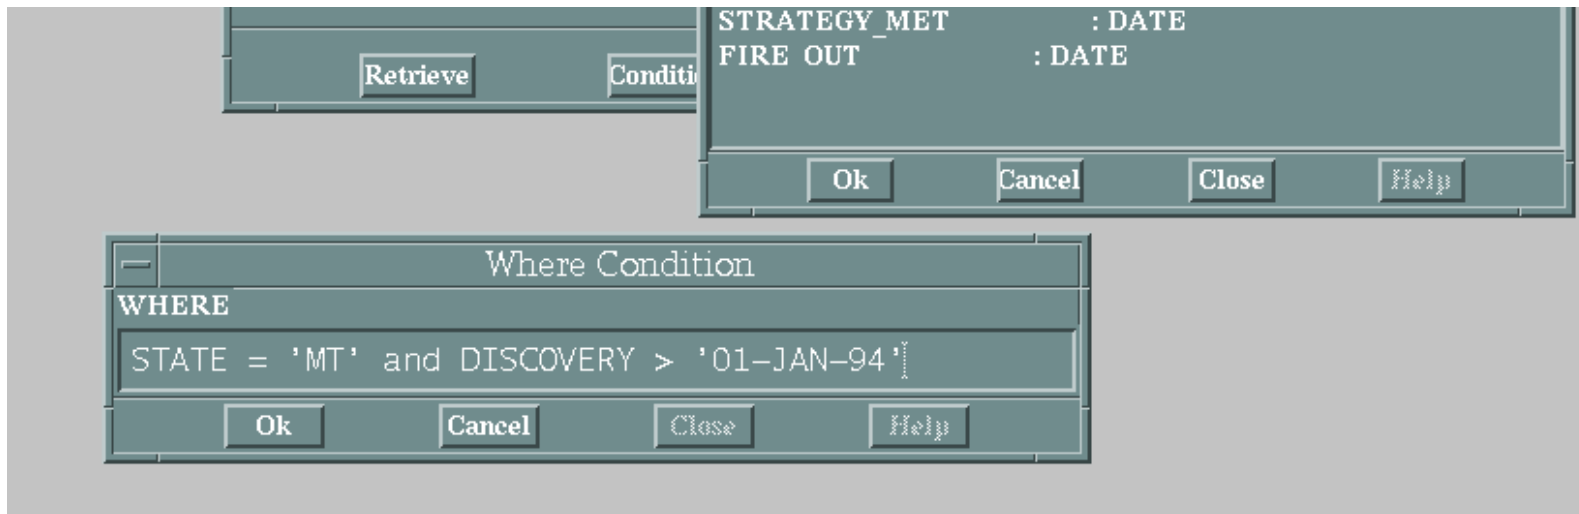 STRATEGY_MET : DATE
FIRE OUT : DATE
Retrieve
Conditi
Ok Cancel Close Help
Where Condition
WHERE
STATE = 'MT' and DISCOVERY > '01-JAN-94'
Ok Cancel Close Help